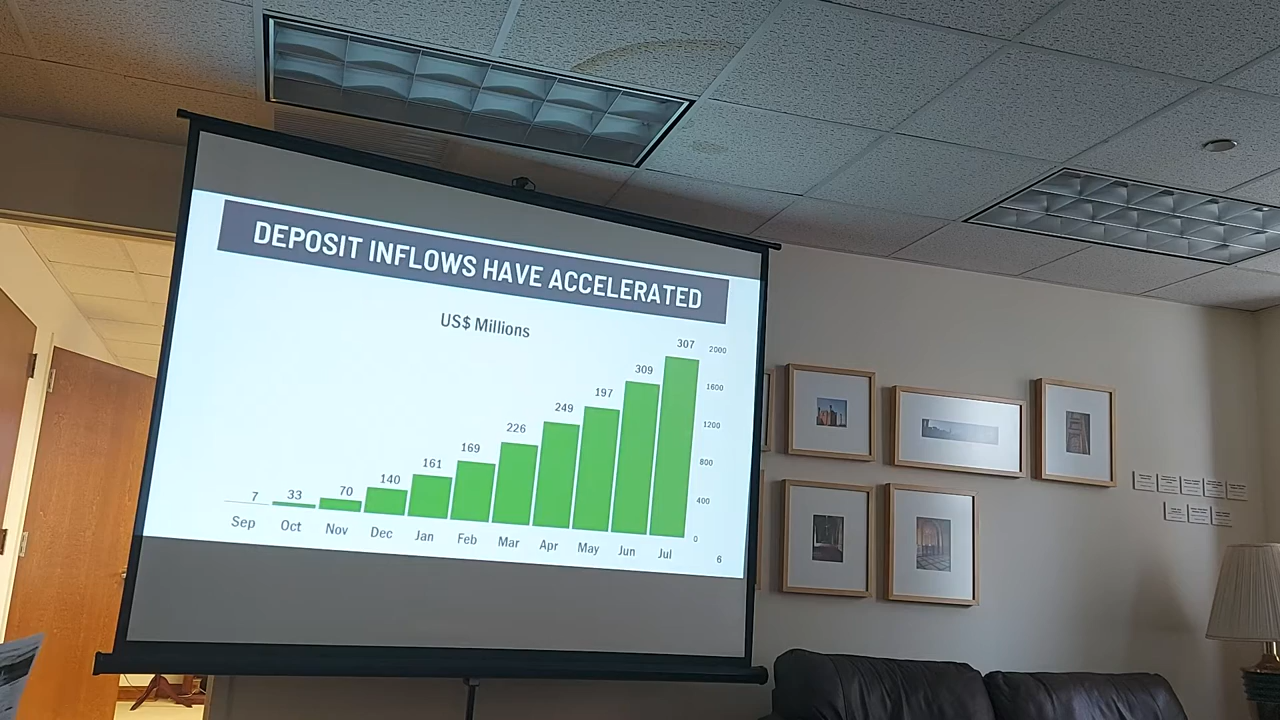 DEPOSIT INFLOWS HAVE ACCELERATED
US$ Millions
7 33 70 140 161 169 226 249 197 309 307
2000
1600
1200
800
400
0
Sep Oct Nov Dec Jan Feb Mar Apr May Jun Jul
6